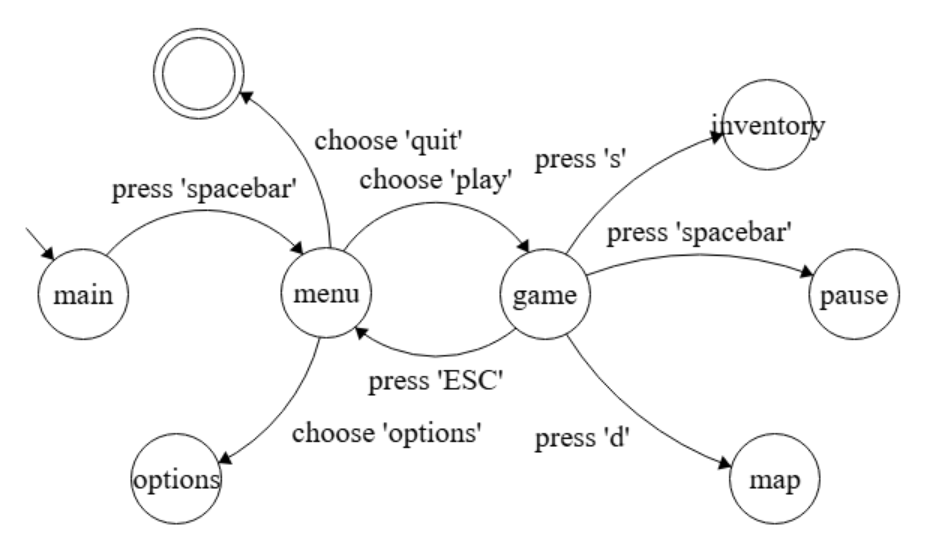 choose 'quit'
inventory
press 's'
choose 'play'
press 'spacebar'
press 'spacebar'
main
menu
game
pause
press 'ESC'
choose 'options'
press 'd'
options
map